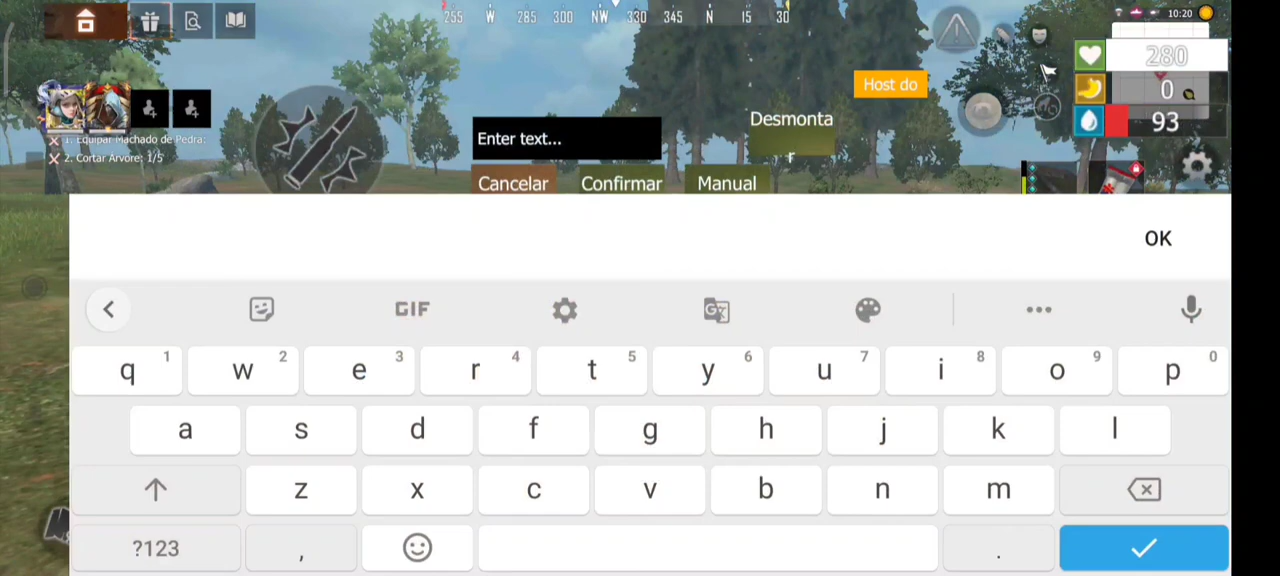 255 W 285 300 NW 330 345 N 15 30
10:20
280
Host do
0
Desmonta
r
93
Enter text...
1. Equipar Machado de Pedra:
2. Cortar Árvore: 1/5
Cancelar Confirmar Manual
OK
GIF
q 1 w 2 e 3 r 4 t 5 y 6 u 7 i 8 o 9 p 0
a s d f g h j k l
z x c v b n m
?123 , .